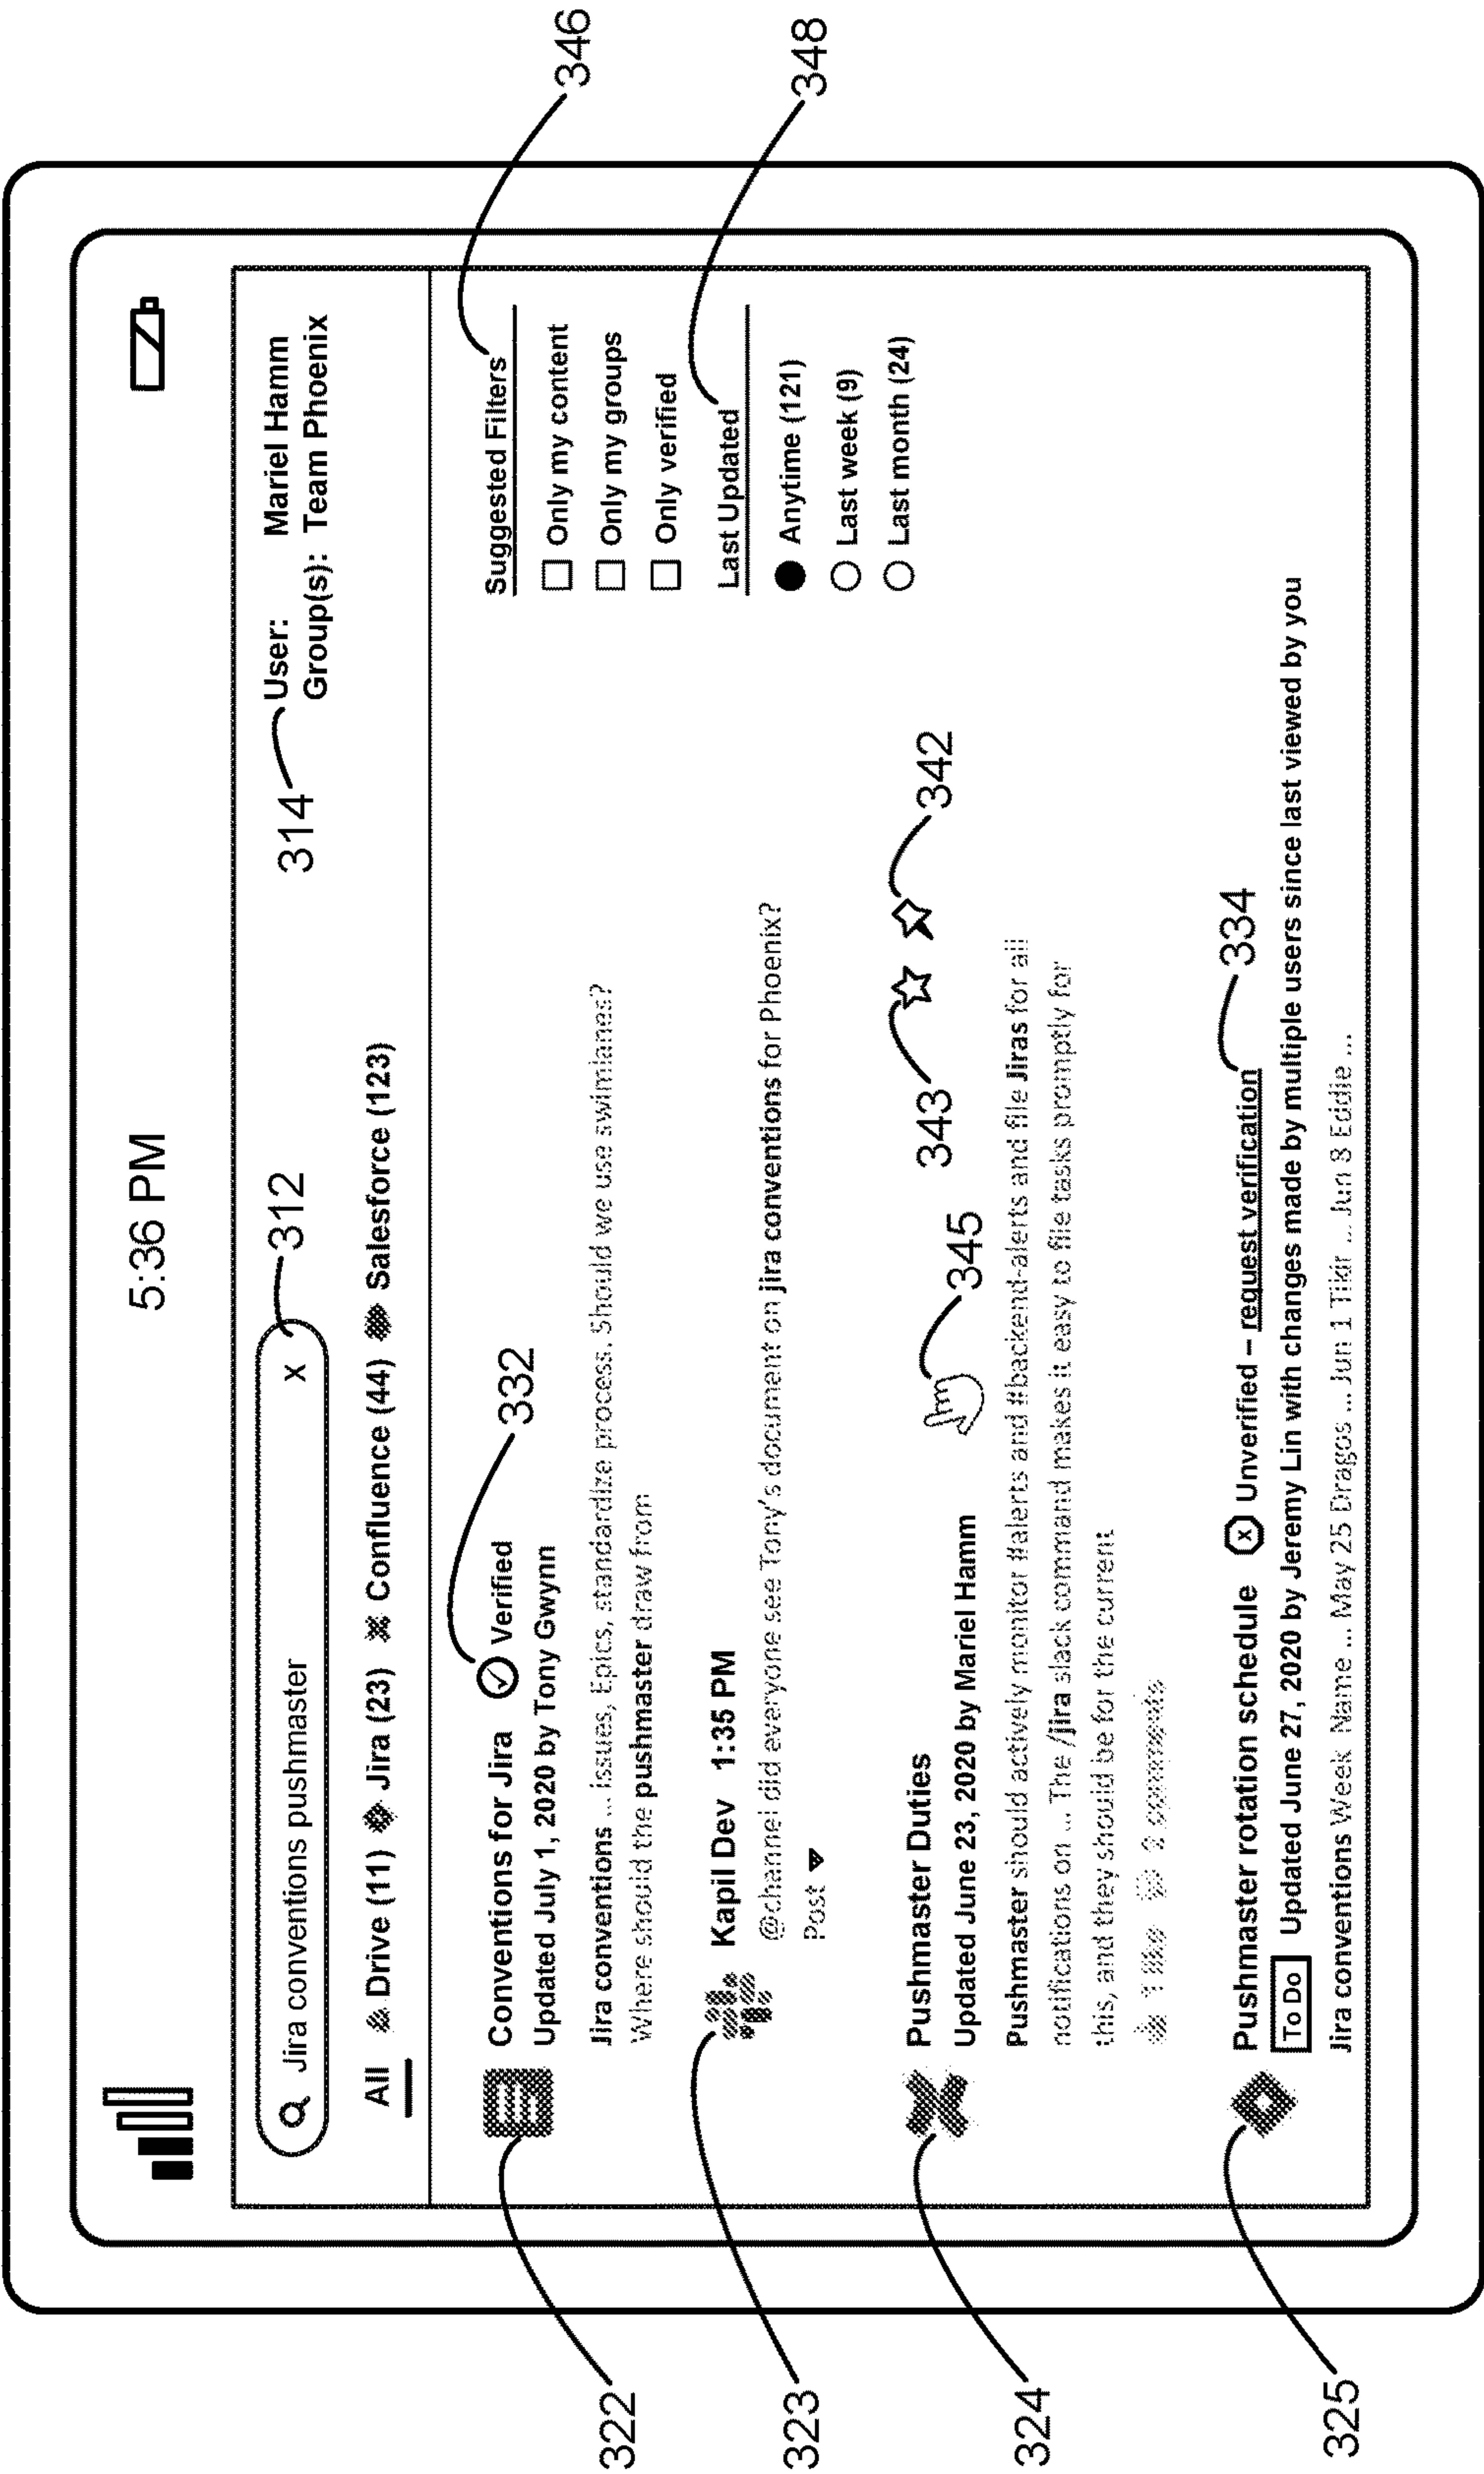 5:36 PM
Jira conventions pushmaster x
312
314
User: Mariel Hamm
Group(s): Team Phoenix
All Drive (11) Jira (23) Confluence (44) Salesforce (123)
346
348
322
Conventions for Jira Verified
332
Updated July 1, 2020 by Tony Gwynn
Jira conventions ... issues, Epics, standardize process. Should we use swimlanes?
Where should the pushmaster draw from
Suggested Filters
Only my content
Only my groups
Only verified
Last Updated
Anytime (121)
Last week (9)
Last month (24)
323
Kapil Dev 1:35 PM
@channel did everyone see Tony's document on jira conventions for Phoenix?
Post
324
Pushmaster Duties
345
343
342
Updated June 23, 2020 by Mariel Hamm
Pushmaster should actively monitor #alerts and #backend-alerts and file Jiras for all
notifications on ... The /jira slack command makes it easy to file tasks promptly for
this, and they should be for the current
1 like 2 comments
325
Pushmaster rotation schedule x Unverified – request verification
334
To Do Updated June 27, 2020 by Jeremy Lin with changes made by multiple users since last viewed by you
Jira conventions Week Name ... May 25 Dragos ... Jun 1 Tikir ... Jun 8 Eddie ...